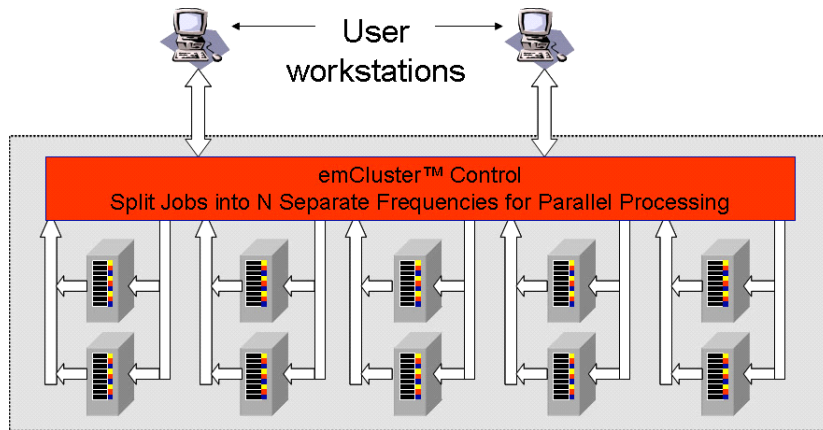 User
workstations
emCluster™ Control
Split Jobs into N Separate Frequencies for Parallel Processing